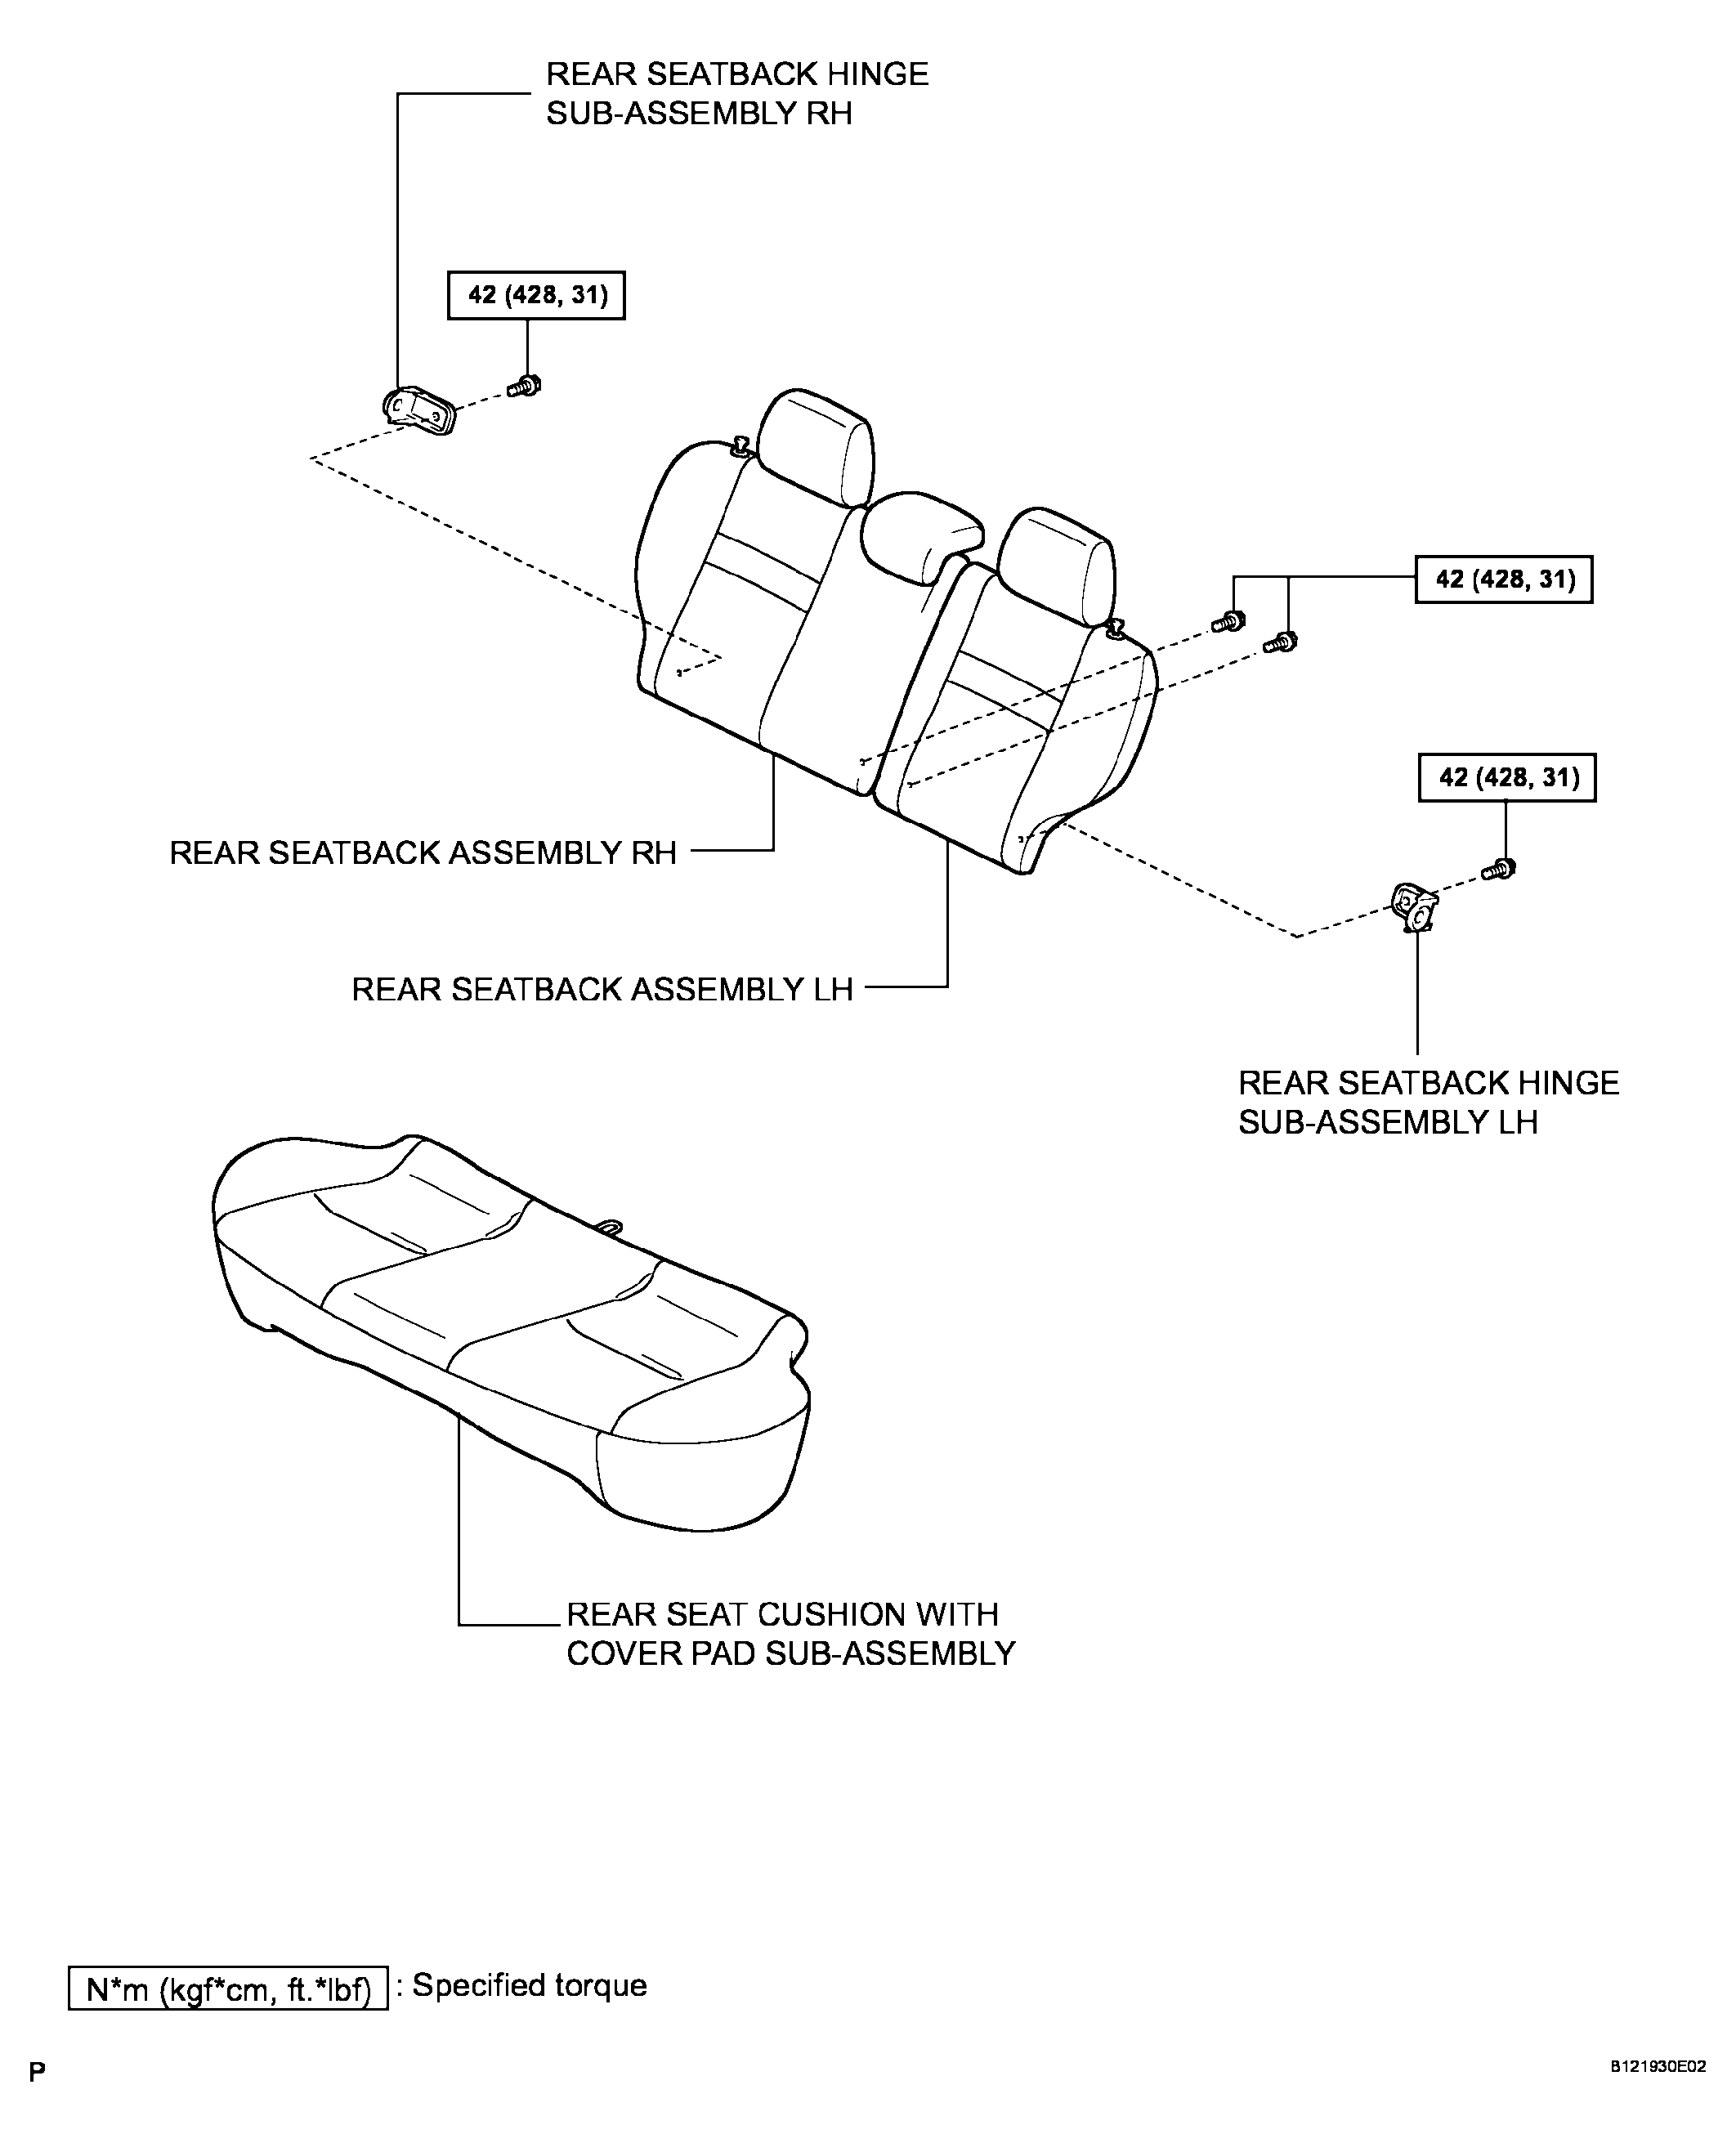 REAR SEATBACK HINGE
SUB-ASSEMBLY RH
42 (428, 31)
42 (428, 31)
42 (428, 31)
REAR SEATBACK ASSEMBLY RH
REAR SEATBACK ASSEMBLY LH
REAR SEATBACK HINGE
SUB-ASSEMBLY LH
REAR SEAT CUSHION WITH
COVER PAD SUB-ASSEMBLY
N*m (kgf*cm, ft.*lbf) : Specified torque
P
B121930E02